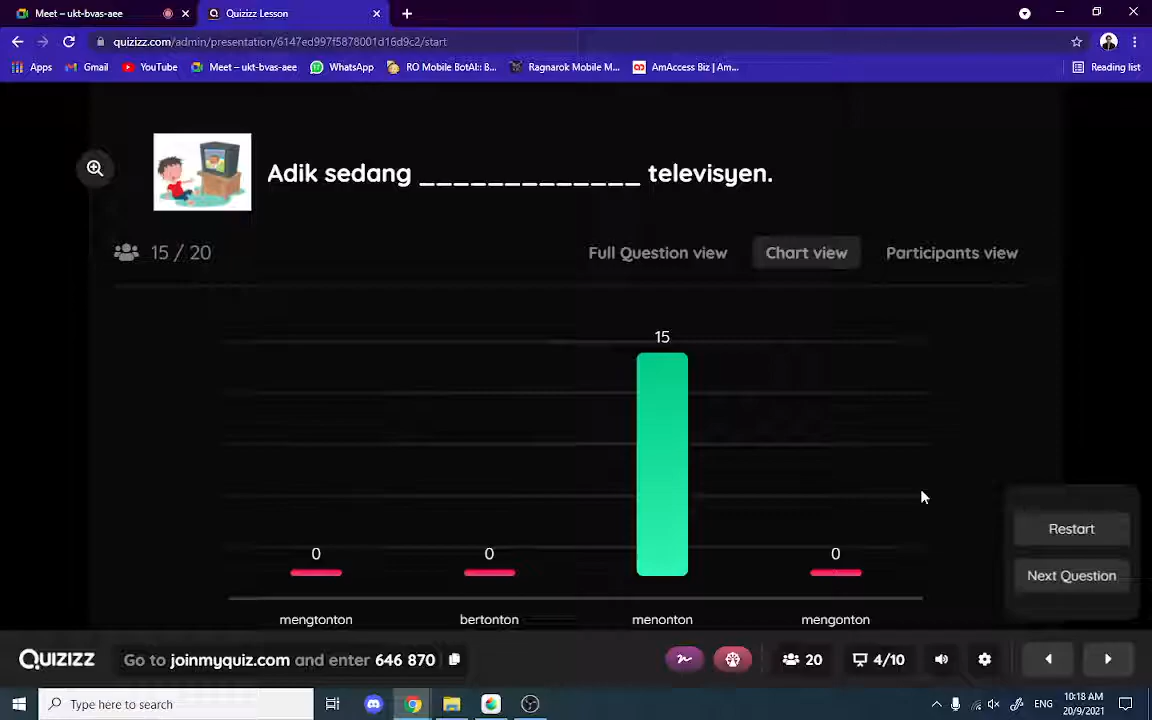 Meet – ukt-bvas-aee
Quizizz Lesson
quizizz.com/admin/presentation/6147ed997f5878001d16d9c2/start
Apps Gmail YouTube Meet – ukt-bvas-aee WhatsApp RO Mobile BotAI:: B... Ragnarok Mobile M... AmAccess Biz | Am... Reading list
Adik sedang _____________ televisyen.
15 / 20
Full Question view Chart view Participants view
15
0 0 0
mengtonton bertonton menonton mengonton
Restart
Next Question
QUIZIZZ Go to joinmyquiz.com and enter 646 870 20 4/10
Type here to search
ENG
10:18 AM
20/9/2021